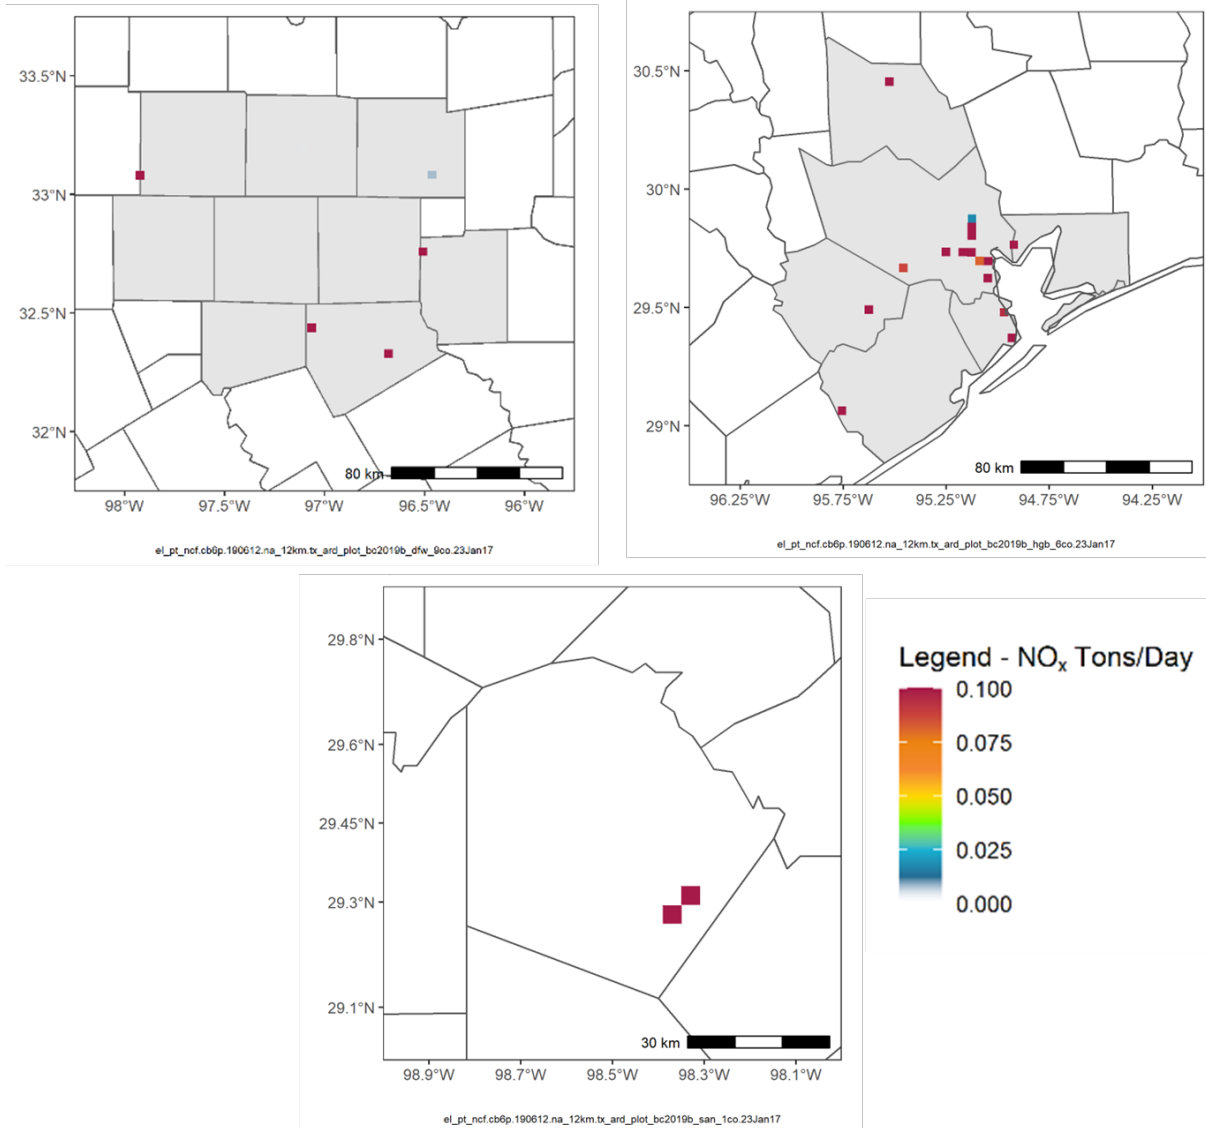 33.5°N
33°N
32.5°N
32°N
80 km
98°W 97.5°W 97°W 96.5°W 96°W
el_pt_ncf.cb6p.190612.na_12km.tx_ard_plot_bc2019b_dfw_9co.23Jan17
30.5°N
30°N
29.5°N
29°N
80 km
96.25°W 95.75°W 95.25°W 94.75°W 94.25°W
el_pt_ncf.cb6p.190612.na_12km.tx_ard_plot_bc2019b_hgb_6co.23Jan17
29.8°N
29.6°N
29.45°N
29.3°N
29.1°N
30 km
98.9°W 98.7°W 98.5°W 98.3°W 98.1°W
el_pt_ncf.cb6p.190612.na_12km.tx_ard_plot_bc2019b_san_1co.23Jan17
Legend - NOₓ Tons/Day
0.100
0.075
0.050
0.025
0.000